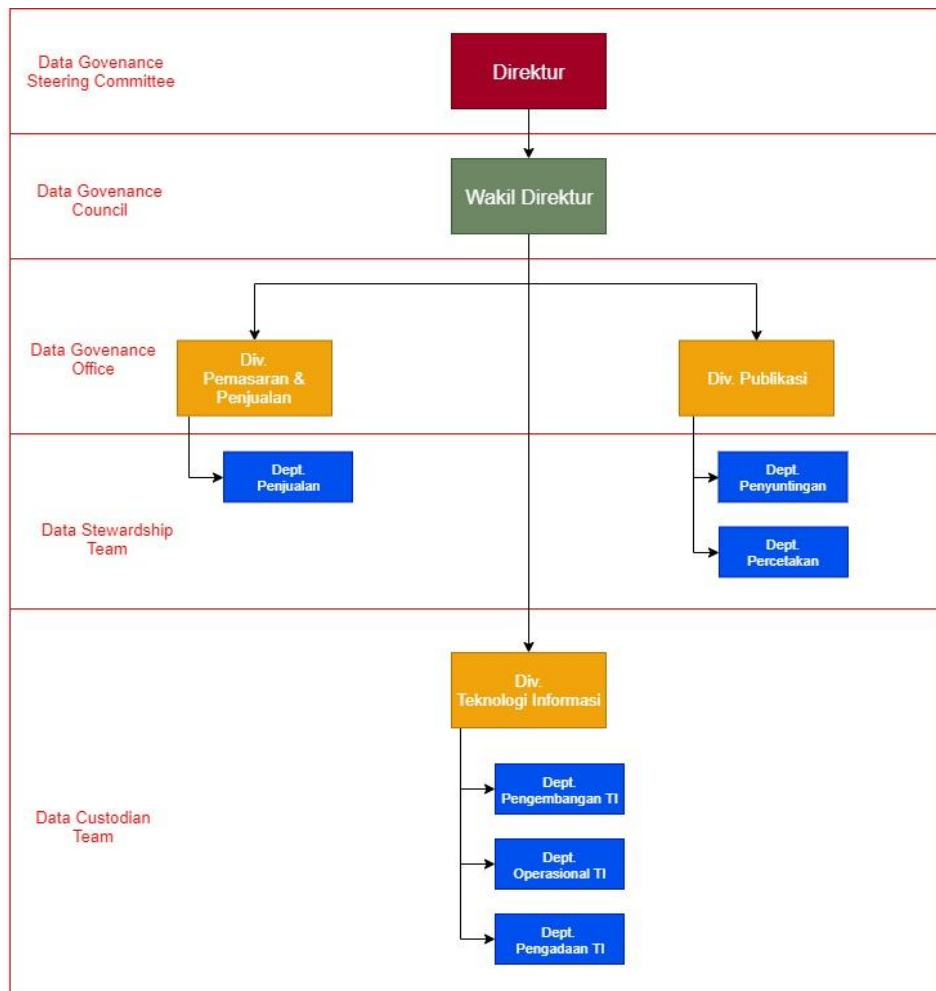 Data Govenance
Steering Committee
Direktur
Data Govenance
Council
Wakil Direktur
Data Govenance
Office
Div.
Pemasaran &
Penjualan
Div. Publikasi
Data Stewardship
Team
Dept.
Penjualan
Dept.
Penyuntingan
Dept.
Percetakan
Data Custodian
Team
Div.
Teknologi Informasi
Dept.
Pengembangan TI
Dept.
Operasional TI
Dept.
Pengadaan TI